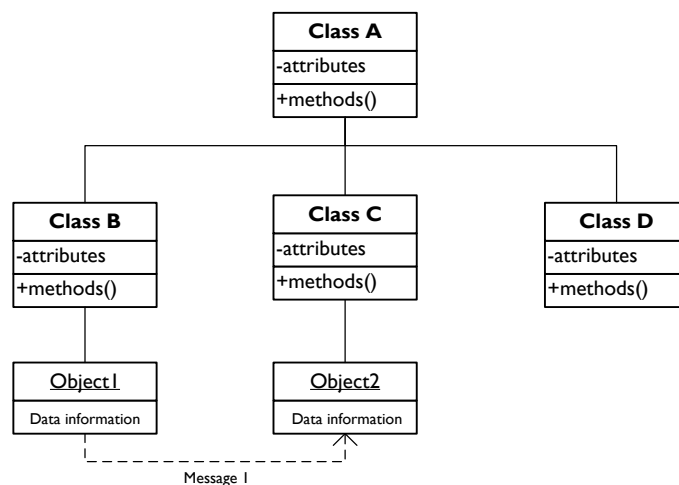 Class A
-attributes
+methods()
Class B
-attributes
+methods()
Class C
-attributes
+methods()
Class D
-attributes
+methods()
Object1
Data information
Object2
Data information
Message 1